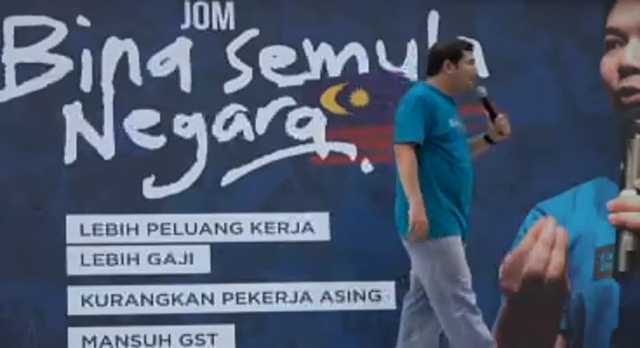 JOM
Bina semula
Negara
LEBIH PELUANG KERJA
LEBIH GAJI
KURANGKAN PEKERJA ASING
MANSUH GST